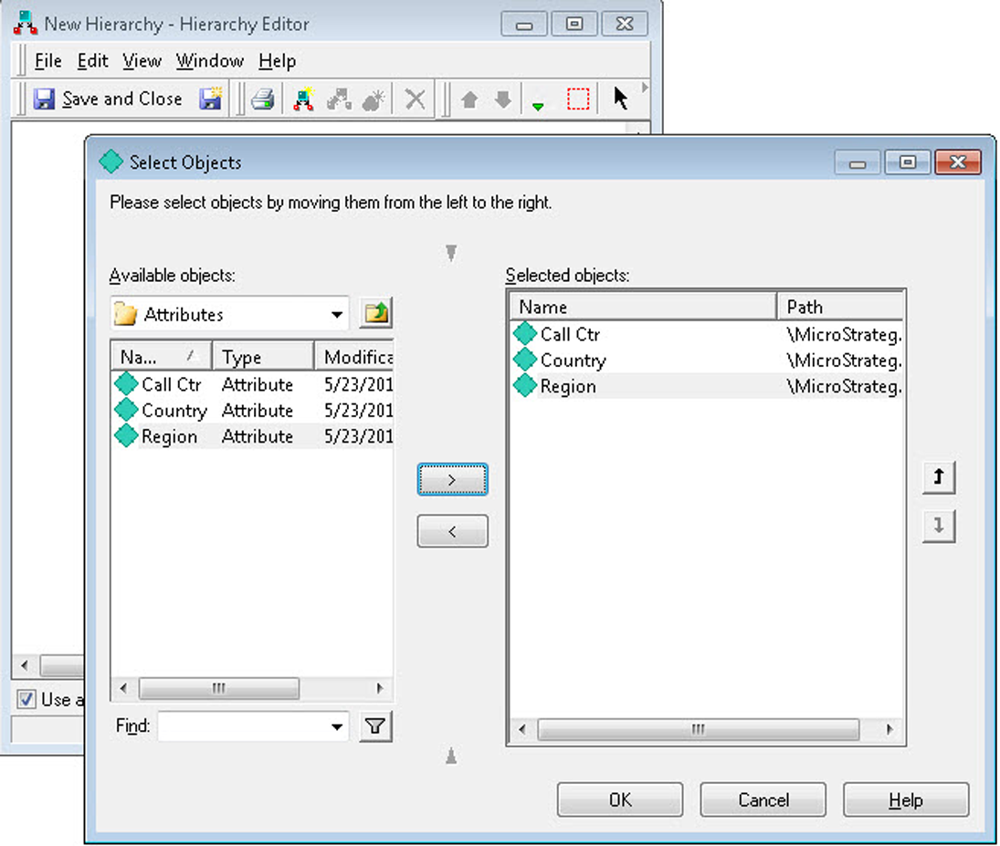 New Hierarchy - Hierarchy Editor
File Edit View Window Help
Save and Close
Select Objects
Please select objects by moving them from the left to the right.
Available objects:
Attributes
Na... Type Modifica
Call Ctr Attribute 5/23/201
Country Attribute 5/23/201
Region Attribute 5/23/201
Find:
>
<
Selected objects:
Name Path
Call Ctr \MicroStrateg.
Country \MicroStrateg.
Region \MicroStrateg.
Use a
OK Cancel Help